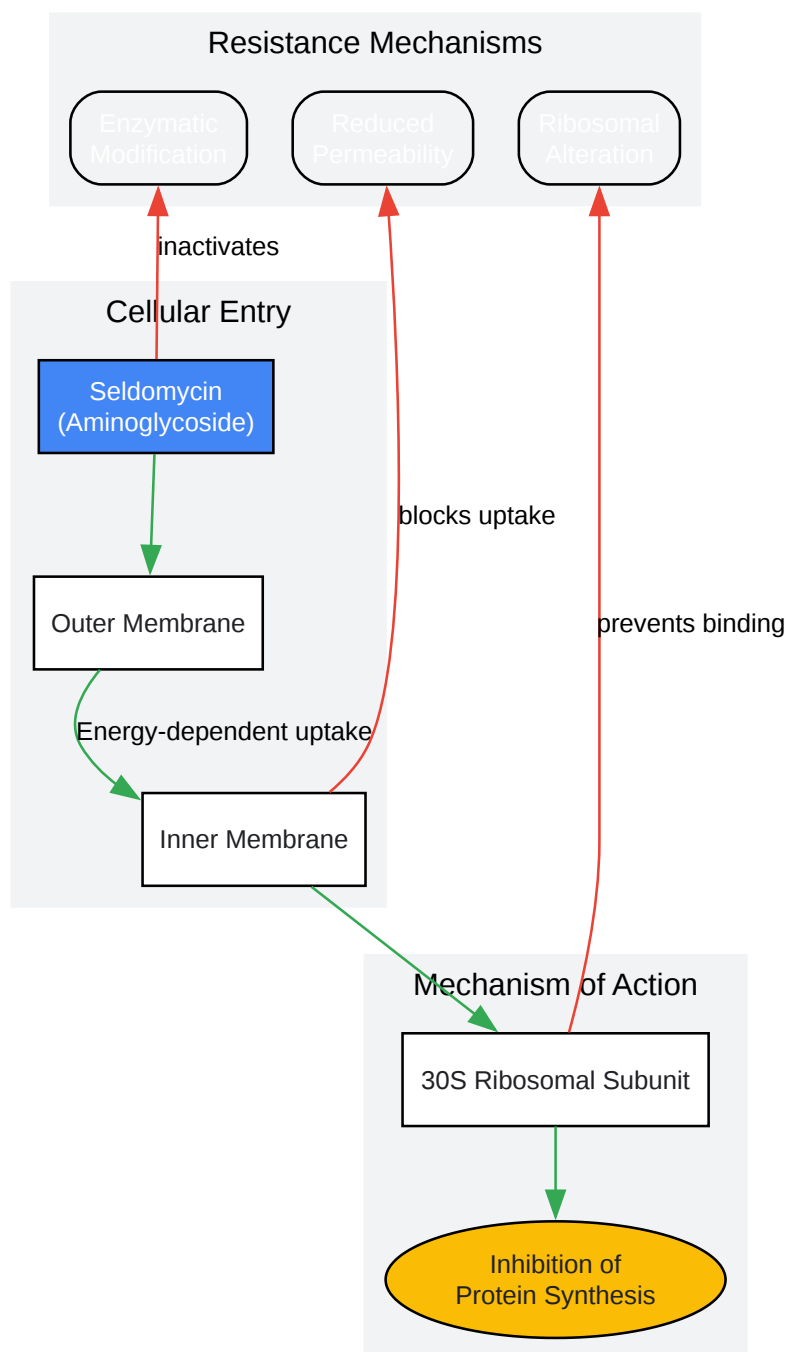 Resistance Mechanisms
Enzymatic
Modification
Reduced
Permeability
Ribosomal
Alteration
inactivates
Cellular Entry
Seldomycin
(Aminoglycoside)
blocks uptake
Outer Membrane
prevents binding
Energy-dependent uptake
Inner Membrane
Mechanism of Action
30S Ribosomal Subunit
Inhibition of
Protein Synthesis